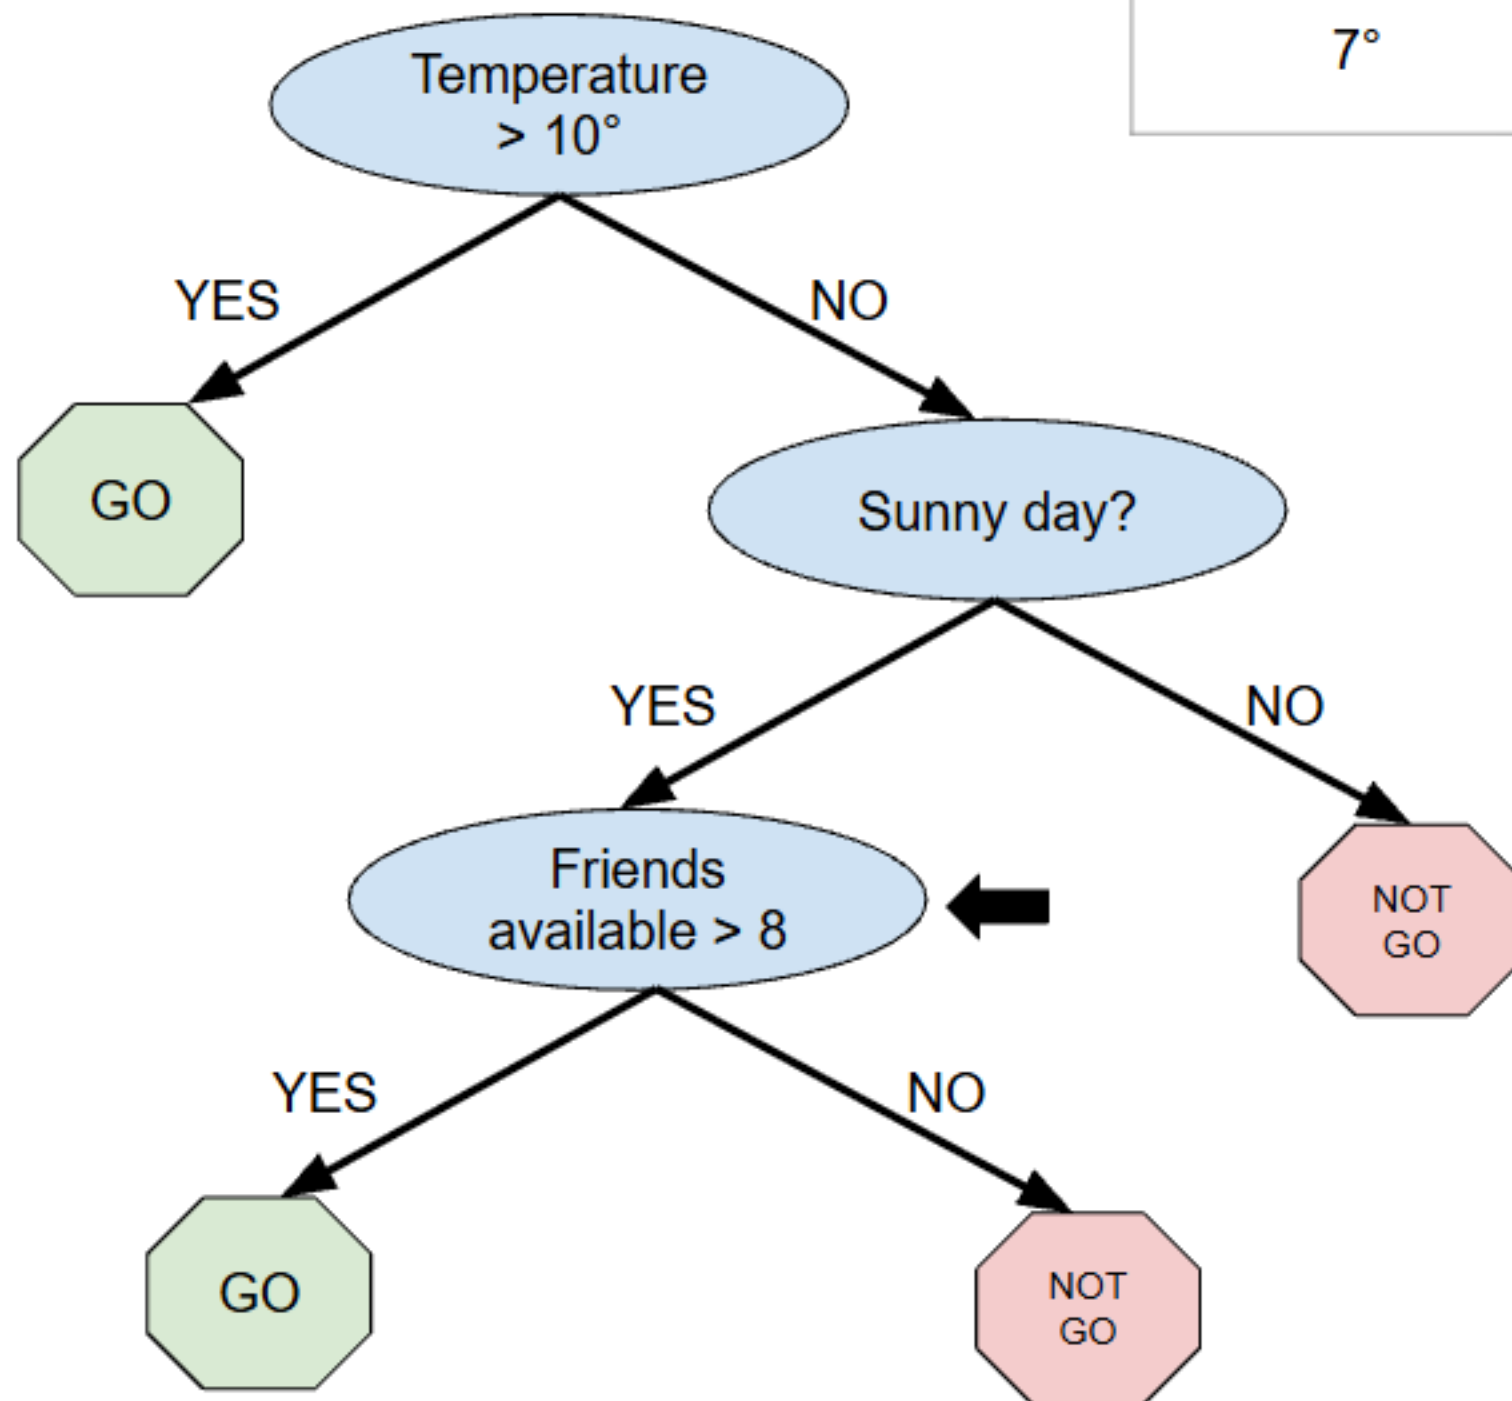 Temperature
> 10°
7°
YES
NO
GO
Sunny day?
YES
NO
Friends
available > 8
NOT
GO
YES
NO
GO
NOT
GO